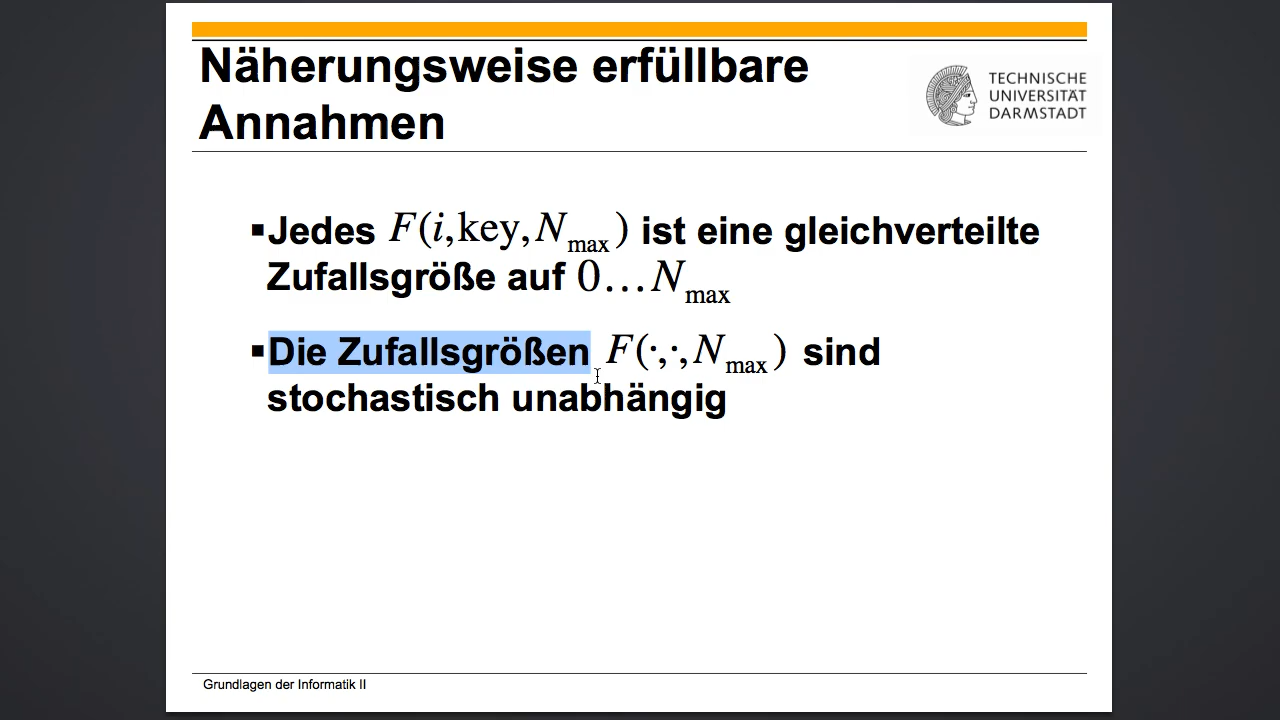 Näherungsweise erfüllbare
Annahmen
TECHNISCHE
UNIVERSITÄT
DARMSTADT
▪Jedes F(i,key,N_max) ist eine gleichverteilte
Zufallsgröße auf 0…N_max
▪Die Zufallsgrößen F(·,·,N_max) sind
stochastisch unabhängig
Grundlagen der Informatik II